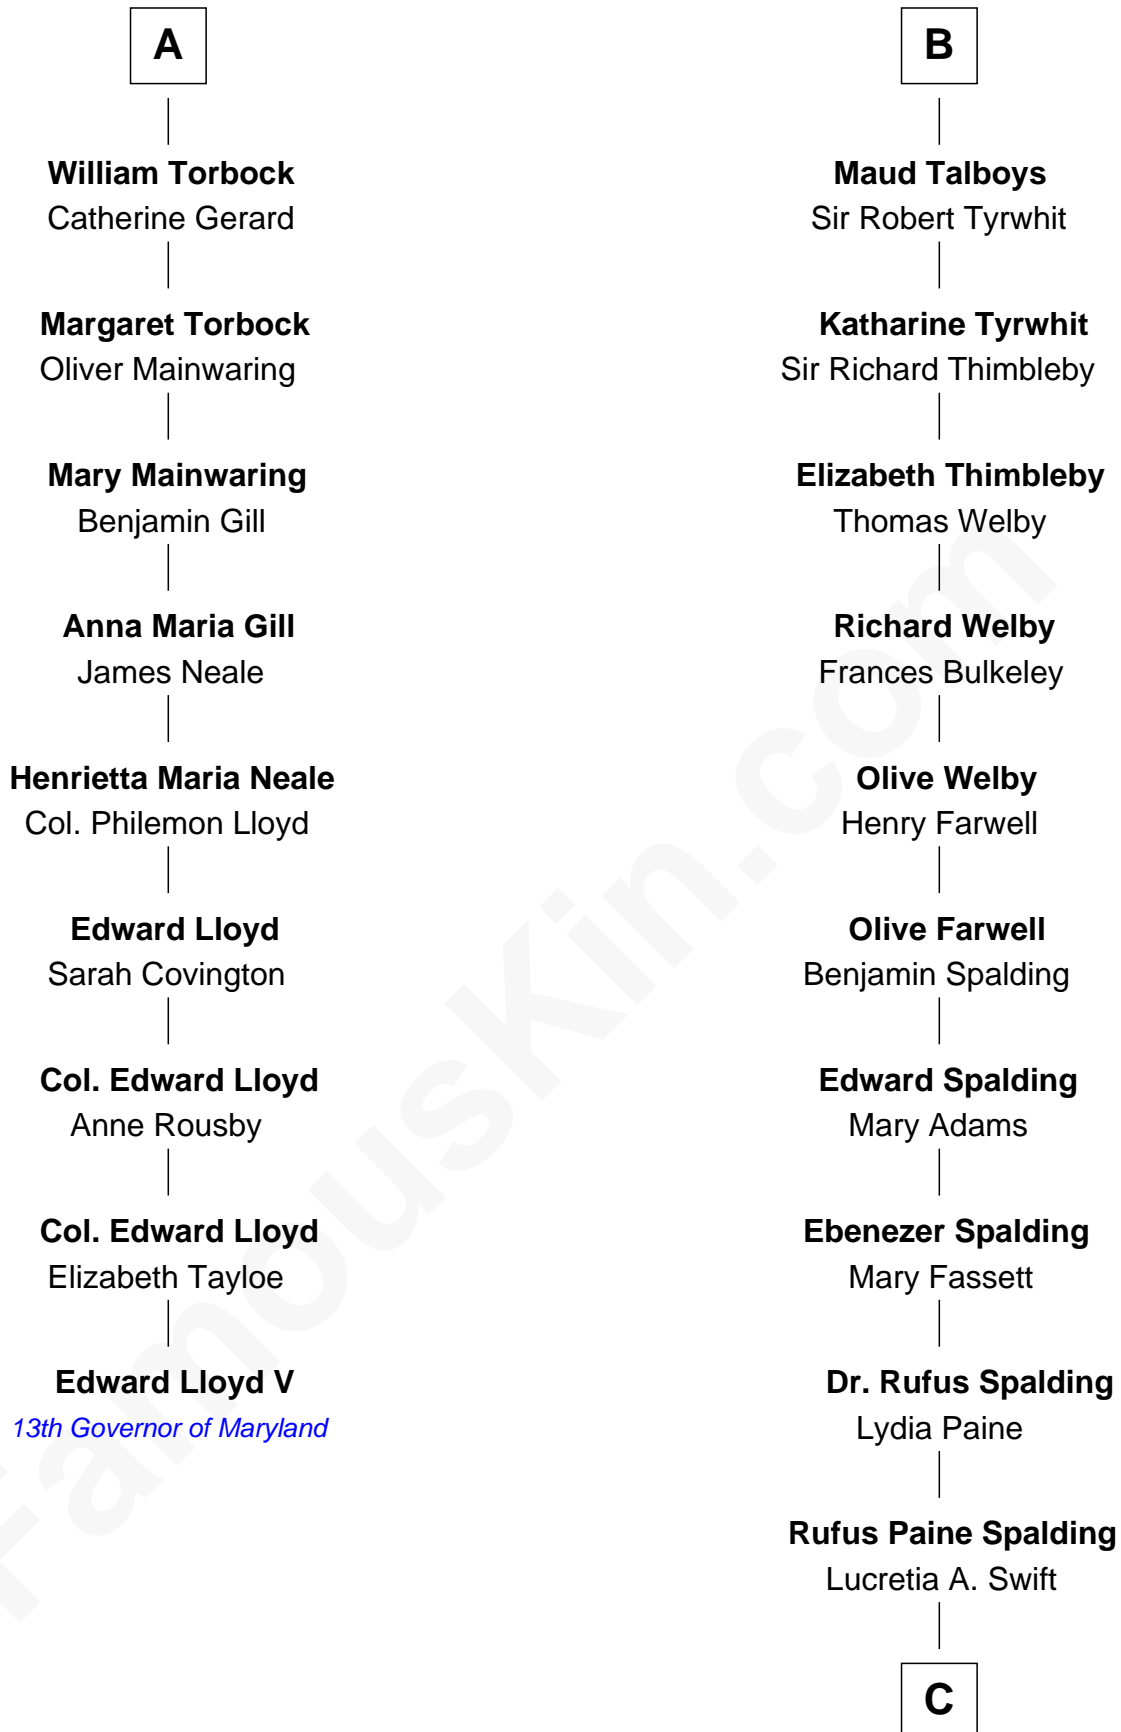 A
William Torbock
Catherine Gerard
Margaret Torbock
Oliver Mainwaring
Mary Mainwaring
Benjamin Gill
Anna Maria Gill
James Neale
Henrietta Maria Neale
Col. Philemon Lloyd
Edward Lloyd
Sarah Covington
Col. Edward Lloyd
Anne Rousby
Col. Edward Lloyd
Elizabeth Tayloe
Edward Lloyd V
13th Governor of Maryland
B
Maud Talboys
Sir Robert Tyrwhit
Katharine Tyrwhit
Sir Richard Thimbleby
Elizabeth Thimbleby
Thomas Welby
Richard Welby
Frances Bulkeley
Olive Welby
Henry Farwell
Olive Farwell
Benjamin Spalding
Edward Spalding
Mary Adams
Ebenezer Spalding
Mary Fassett
Dr. Rufus Spalding
Lydia Paine
Rufus Paine Spalding
Lucretia A. Swift
C
FamousKin.com